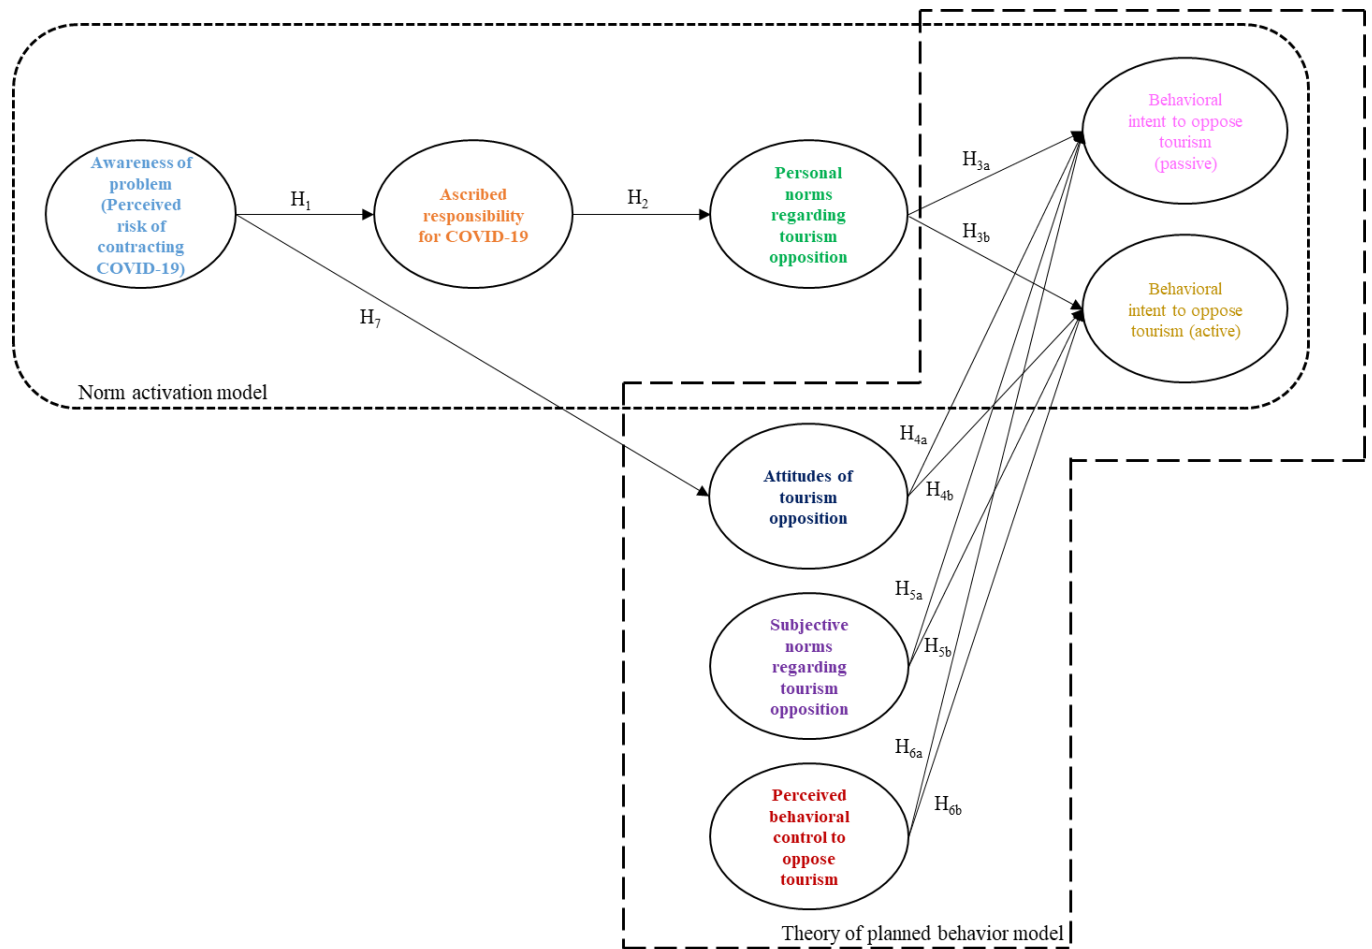 Awareness of
problem
(Perceived
risk of
contracting
COVID-19)
H1
Ascribed
responsibility
for COVID-19
H2
Personal
norms
regarding
tourism
opposition
H3a
H3b
Behavioral
intent to oppose
tourism
(passive)
Behavioral
intent to oppose
tourism (active)
H7
Norm activation model
Attitudes of
tourism
opposition
H4a
H4b
Subjective
norms
regarding
tourism
opposition
H5a
H5b
Perceived
behavioral
control to
oppose
tourism
H6a
H6b
Theory of planned behavior model